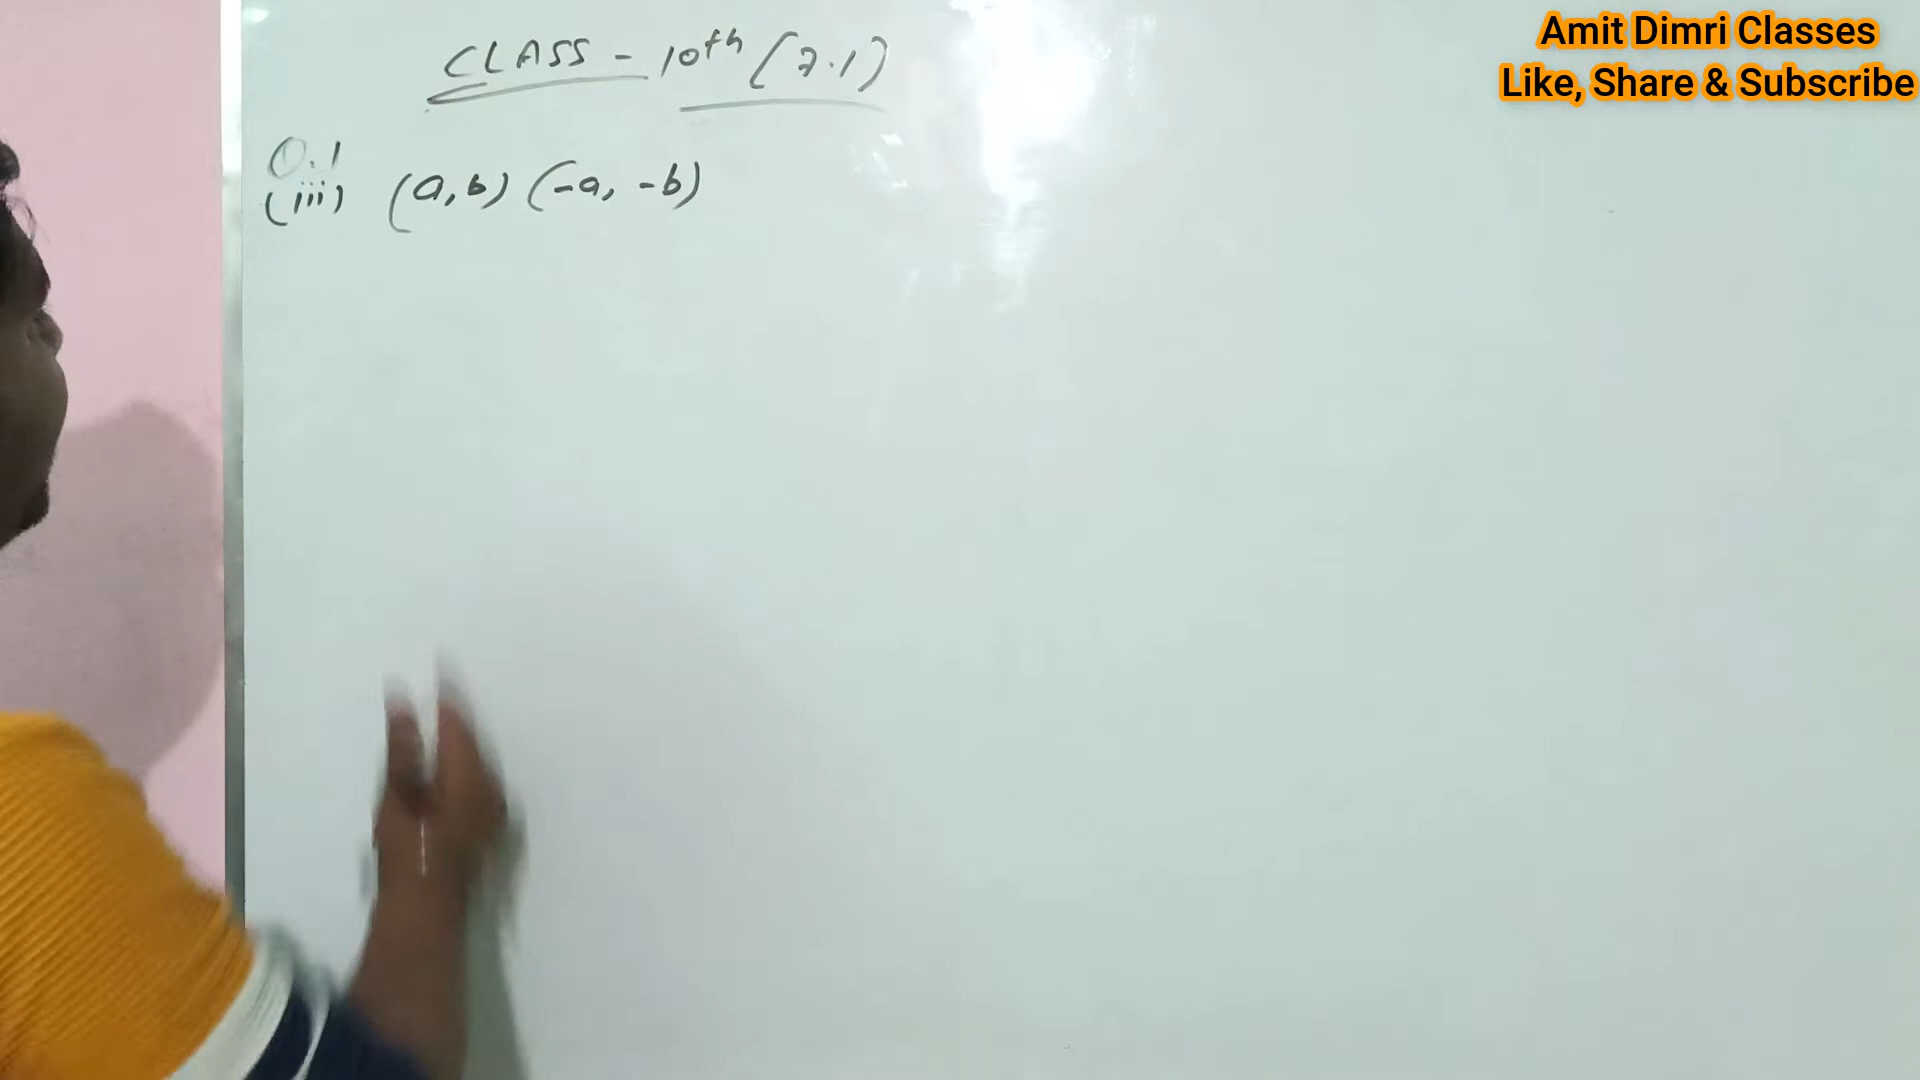 CLASS - 10th (7.1)
Q.1
(iii) (a, b) (-a, -b)
Amit Dimri Classes
Like, Share & Subscribe